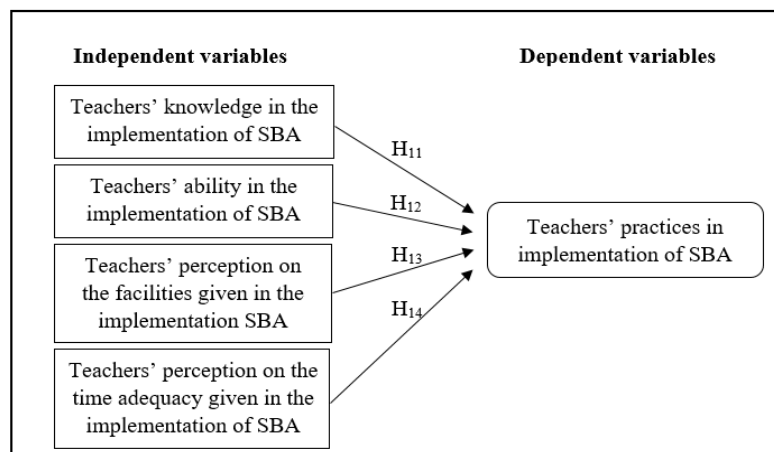 Independent variables
Dependent variables
Teachers’ knowledge in the
implementation of SBA
H11
Teachers’ ability in the
implementation of SBA
H12
Teachers’ practices in
implementation of SBA
Teachers’ perception on
the facilities given in the
implementation SBA
H13
H14
Teachers’ perception on the
time adequacy given in the
implementation of SBA